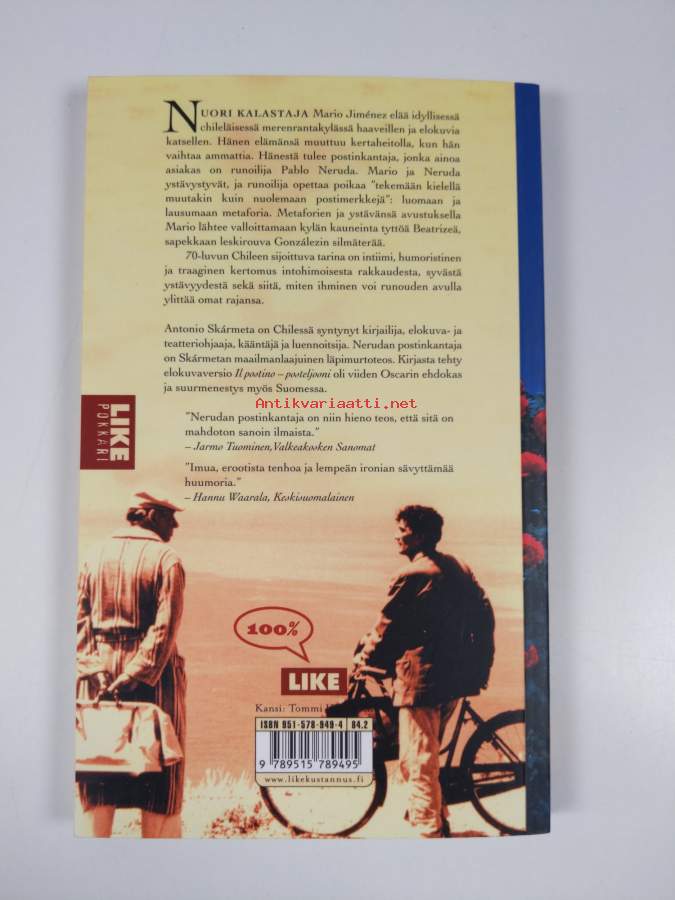 NUORI KALASTAJA Mario Jiménez elää idyllisessä
chileläisessä merenrantakylässä haaveillen ja elokuvia
katsellen. Hänen elämänsä muuttuu kertaheitolla, kun hän
vaihtaa ammattia. Hänestä tulee postinkantaja, jonka ainoa
asiakas on runoilija Pablo Neruda. Mario ja Neruda
ystävystyvät, ja runoilija opettaa poikaa "tekemään kielellä
muutakin kuin nuolemaan postimerkkejä": luomaan ja
lausumaan metaforia. Metaforien ja ystävänsä avustuksella
Mario lähtee valloittamaan kylän kauneinta tyttöä Beatrizeä,
sapekkaan leskirouva Gonzálezin silmäterää.
70-luvun Chileen sijoittuva tarina on intiimi, humoristinen
ja traaginen kertomus intohimoisesta rakkaudesta, syvästä
ystävyydestä sekä siitä, miten ihminen voi runouden avulla
ylittää omat rajansa.
Antonio Skármeta on Chilessä syntynyt kirjailija, elokuva- ja
teatteriohjaaja, kääntäjä ja luennoitsija. Nerudan postinkantaja
on Skármetan maailmanlaajuinen läpimurtoteos. Kirjasta tehty
elokuvaversio Il postino – posteljooni oli viiden Oscarin ehdokas
ja suurmenestys myös Suomessa.
Antikvariaatti.net
"Nerudan postinkantaja on niin hieno teos, että sitä on
mahdoton sanoin ilmaista."
– Jarmo Tuominen, Valkeakosken Sanomat
"Imua, eroottista tenhoa ja lempeän ironian sävyttämää
huumoria."
– Hannu Waarala, Keskisuomalainen
LIKE
POKKARI
100%
LIKE
Kansi: Tommi
ISBN 951-578-949-4 84.2
9 789515 789495
www.likekustannus.fi